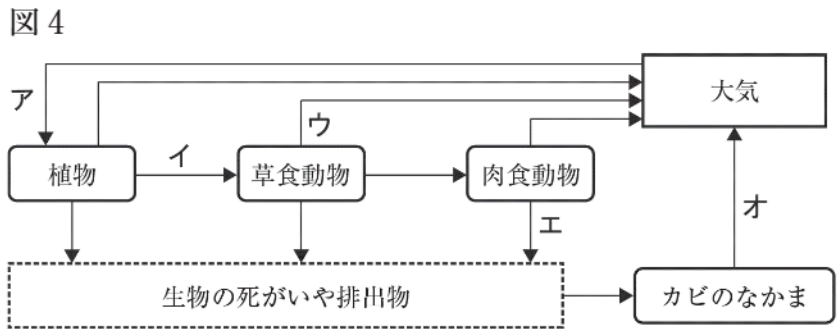 図4
大気
ア
ウ
植物
イ
草食動物
肉食動物
エ
オ
生物の死がいや排出物
カビのなかま